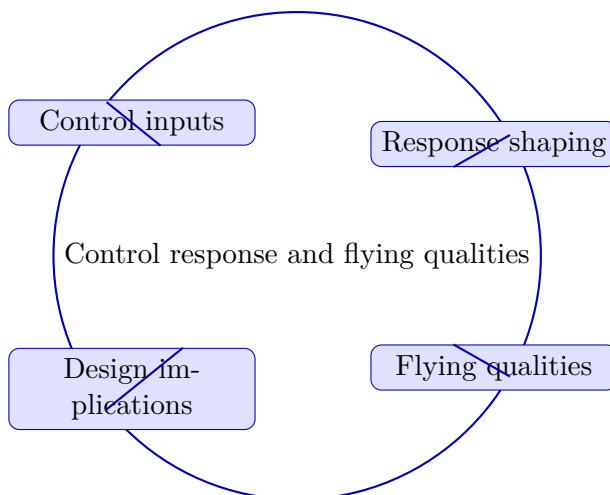 Control inputs
Response shaping
Control response and flying qualities
Design im-
plications
Flying qualities